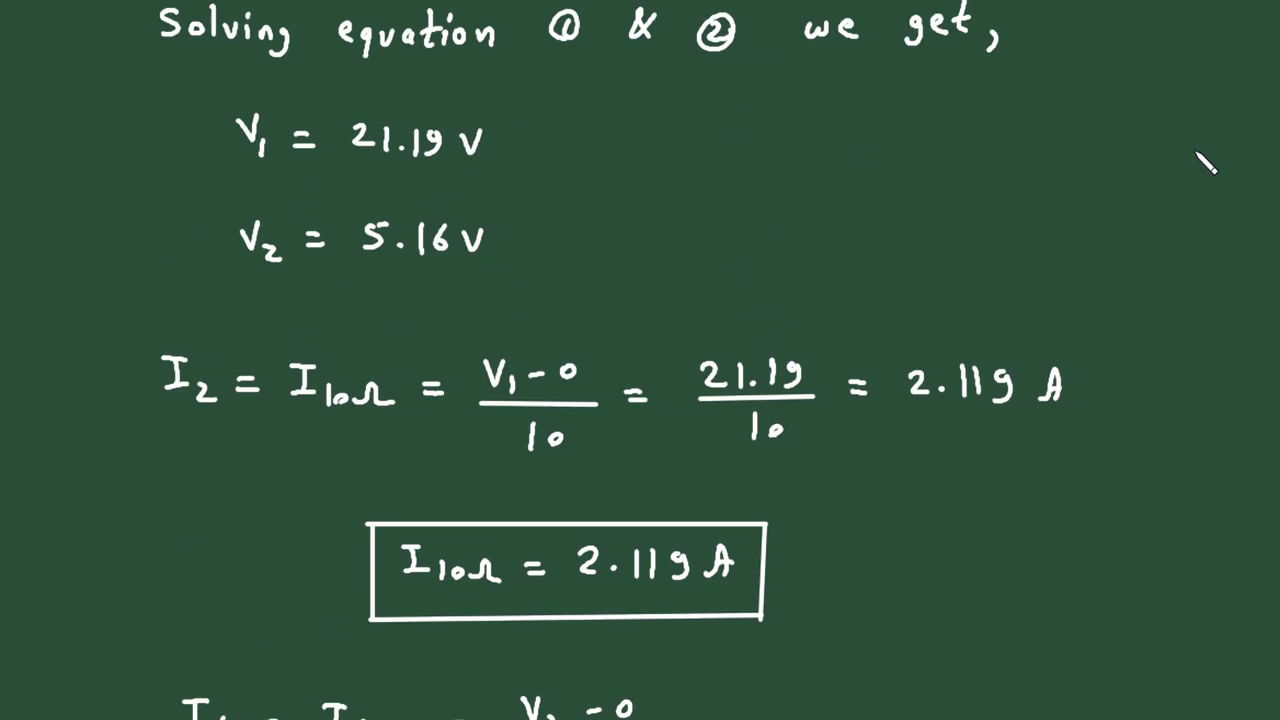 Solving equation ① & ② we get,
V₁ = 21.19 V
V₂ = 5.16 V
I₂ = I₁₀Ω = (V₁ - 0)/10 = 21.19/10 = 2.119 A
I₁₀Ω = 2.119 A